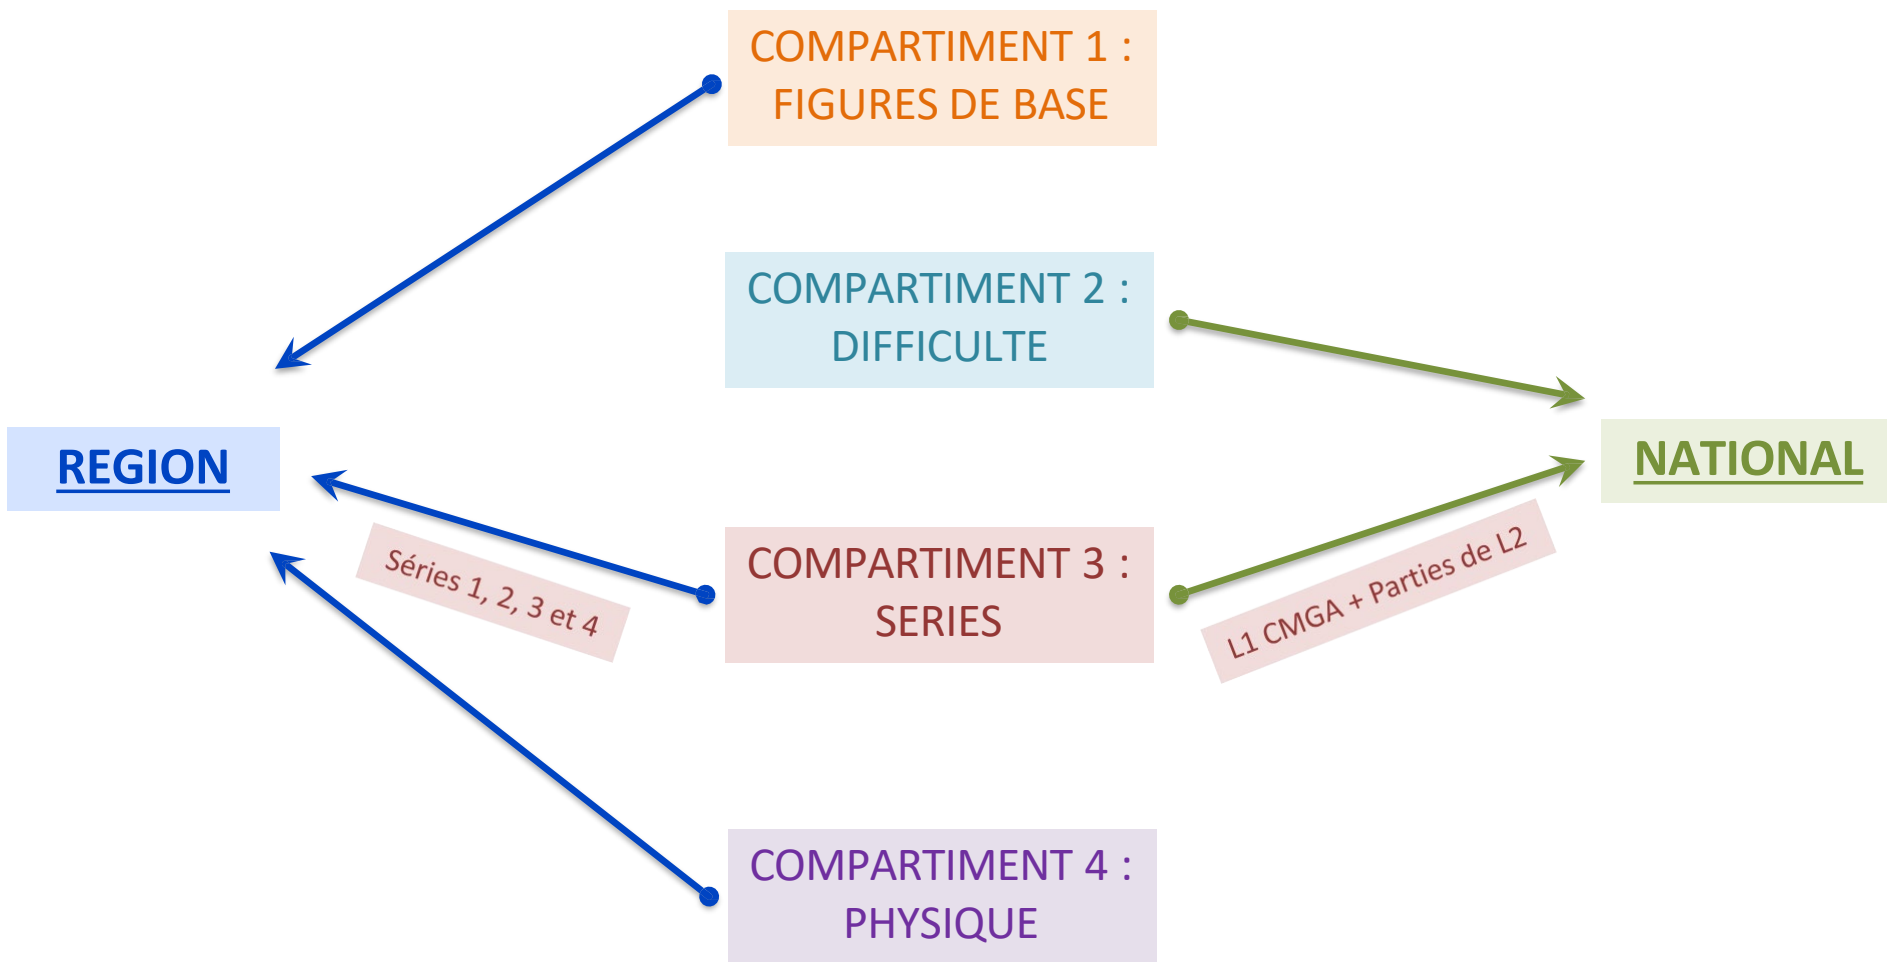 COMPARTIMENT 1 :
FIGURES DE BASE
COMPARTIMENT 2 :
DIFFICULTE
REGION
NATIONAL
Séries 1, 2, 3 et 4
COMPARTIMENT 3 :
SERIES
L1 CMGA + Parties de L2
COMPARTIMENT 4 :
PHYSIQUE